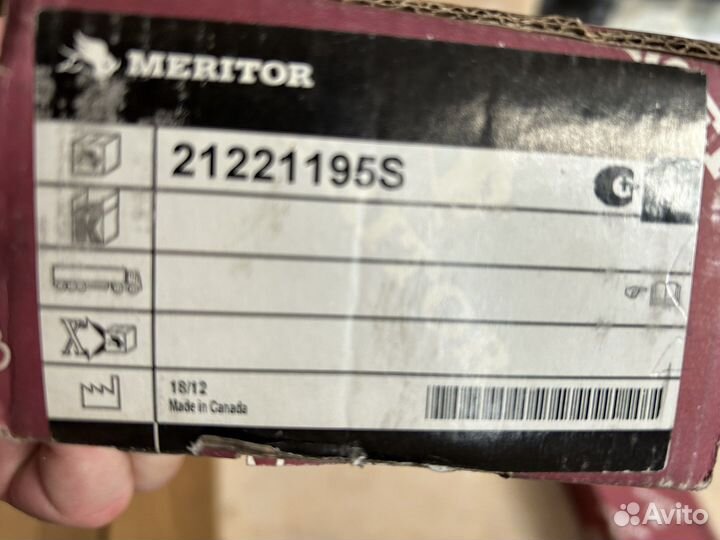 MERITOR
21221195S
K
X
18/12
Made in Canada
Avito